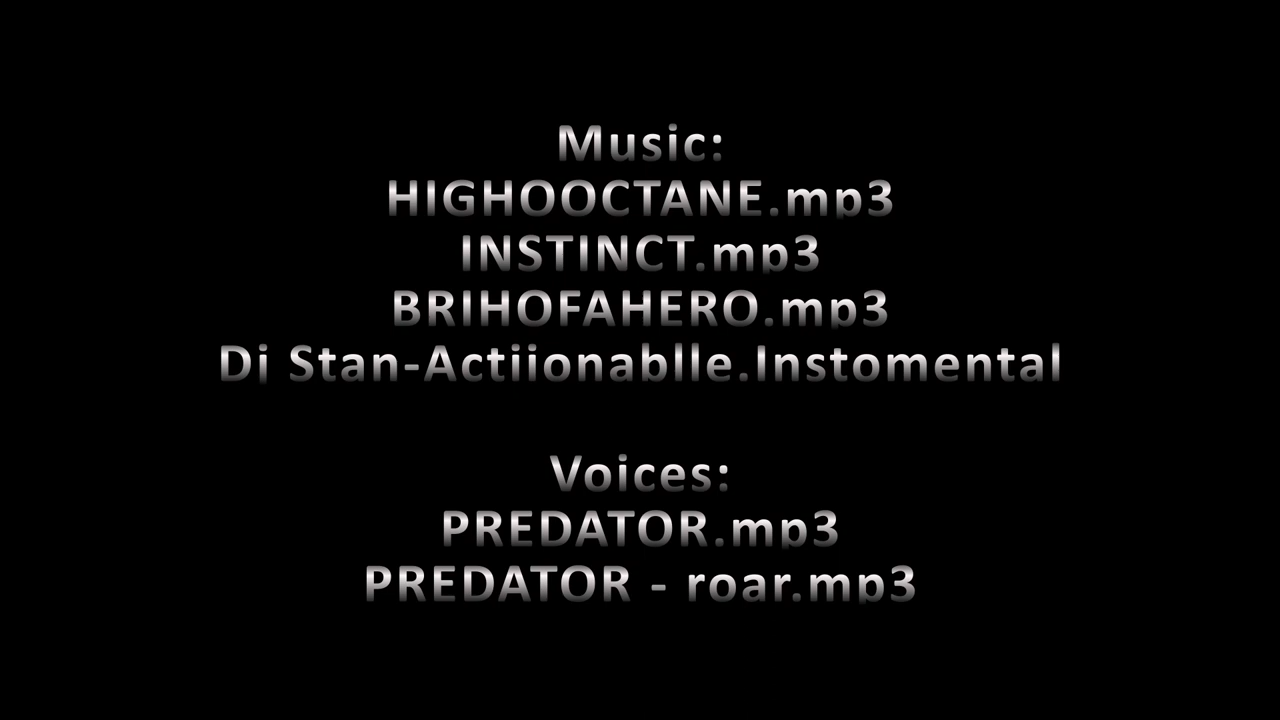 Music:
HIGHOOCTANE.mp3
INSTINCT.mp3
BRIHOFAHERO.mp3
Dj Stan-Actiionablle.Instomental
Voices:
PREDATOR.mp3
PREDATOR - roar.mp3